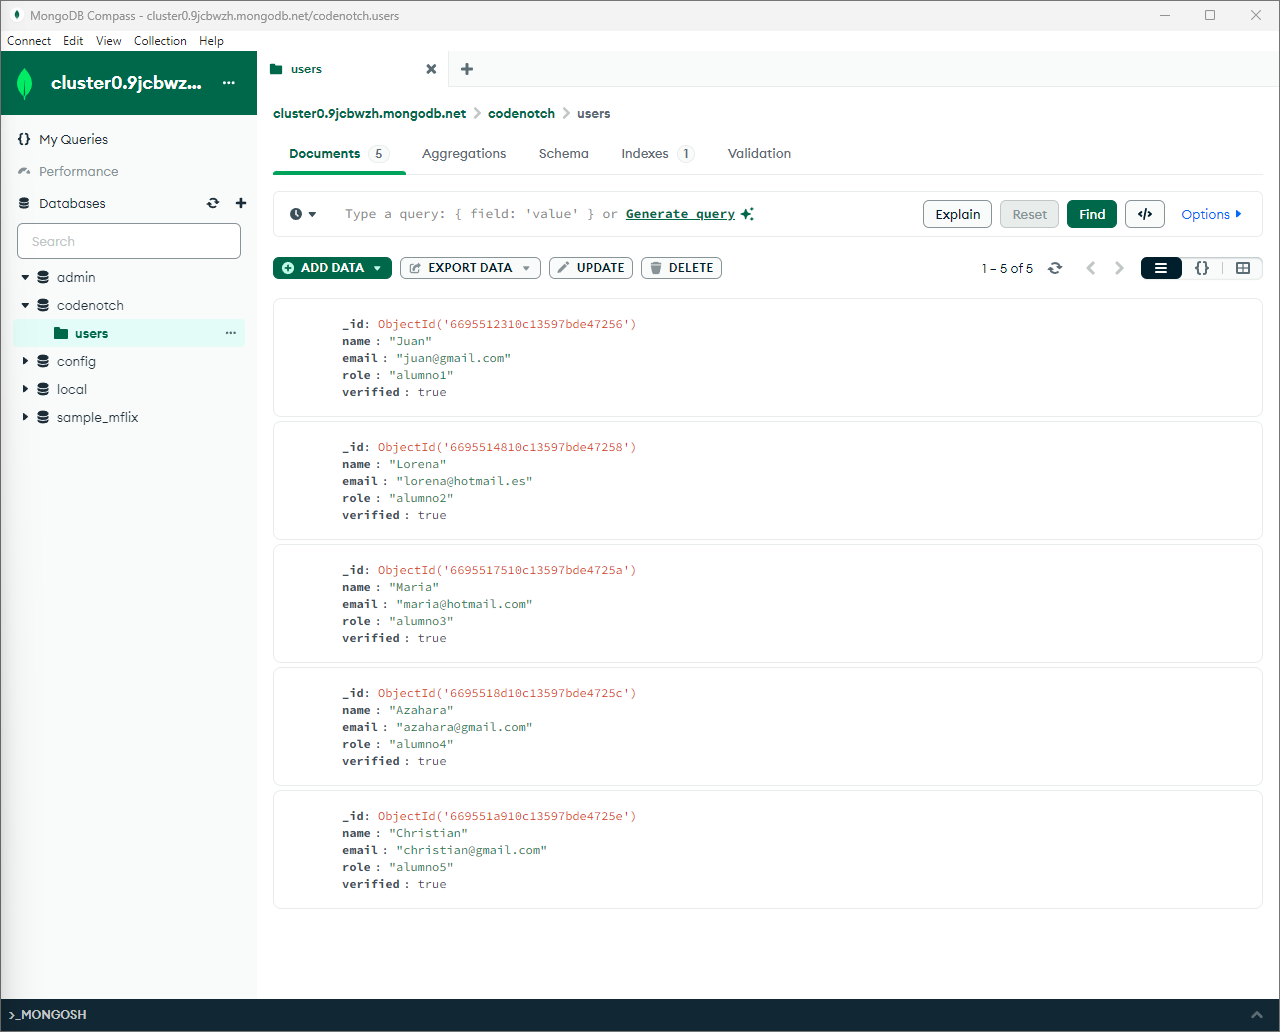 MongoDB Compass - cluster0.9jcbwzh.mongodb.net/codenotch.users
Connect Edit View Collection Help
cluster0.9jcbwz...
users
My Queries
Performance
Databases
Search
admin
codenotch
users
config
local
sample_mflix
cluster0.9jcbwzh.mongodb.net > codenotch > users
Documents 5 Aggregations Schema Indexes 1 Validation
Type a query: { field: 'value' } or Generate query
Explain Reset Find </> Options
ADD DATA EXPORT DATA UPDATE DELETE 1 – 5 of 5 {}
_id: ObjectId('6695512310c13597bde47256')
name : "Juan"
email : "juan@gmail.com"
role : "alumno1"
verified : true
_id: ObjectId('6695514810c13597bde47258')
name : "Lorena"
email : "lorena@hotmail.es"
role : "alumno2"
verified : true
_id: ObjectId('6695517510c13597bde4725a')
name : "Maria"
email : "maria@hotmail.com"
role : "alumno3"
verified : true
_id: ObjectId('6695518d10c13597bde4725c')
name : "Azahara"
email : "azahara@gmail.com"
role : "alumno4"
verified : true
_id: ObjectId('669551a910c13597bde4725e')
name : "Christian"
email : "christian@gmail.com"
role : "alumno5"
verified : true
>_MONGOSH